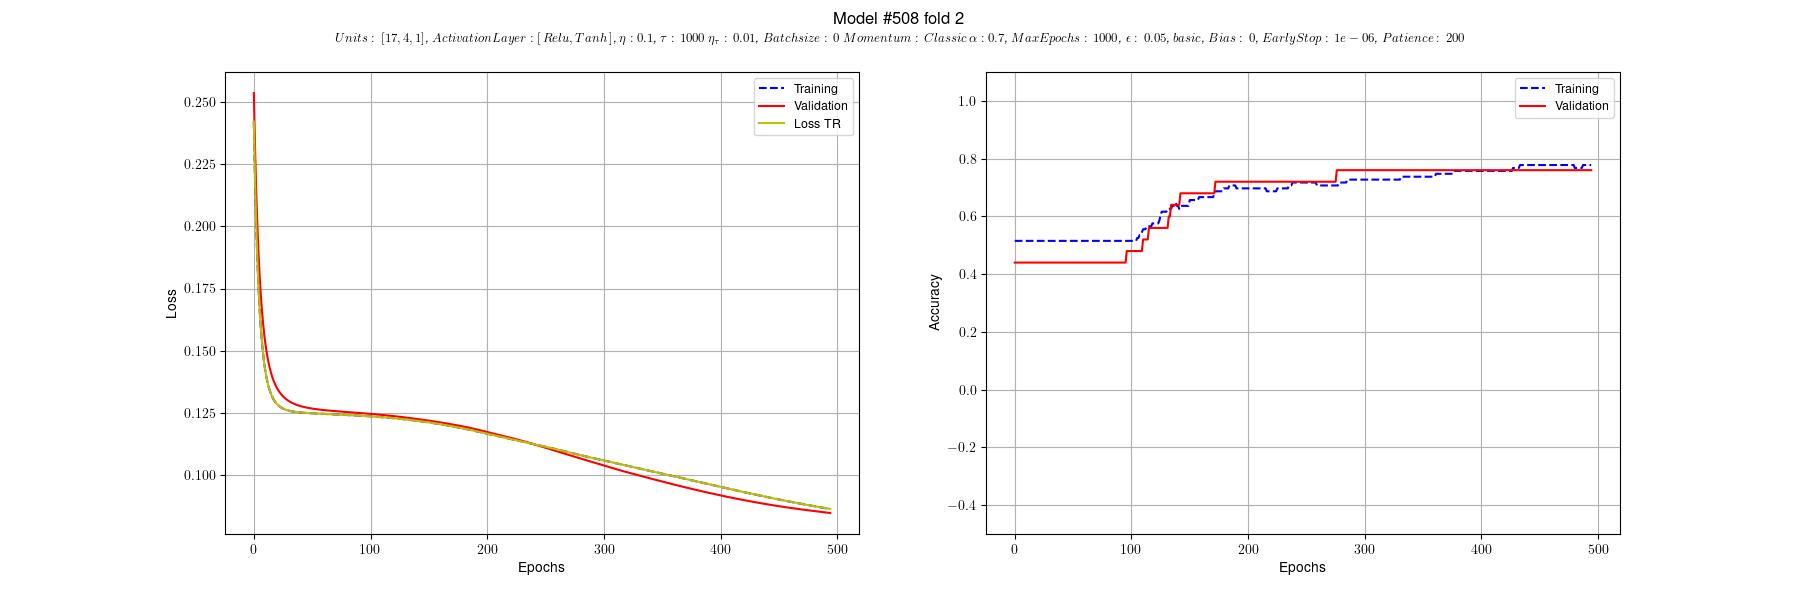 Model #508 fold 2
Units : [17, 4, 1], ActivationLayer : [Relu, Tanh], η : 0.1, τ : 1000 η_τ : 0.01, Batchsize : 0 Momentum : Classic α : 0.7, MaxEpochs : 1000, ϵ : 0.05, basic, Bias : 0, EarlyStop : 1e − 06, Patience : 200
Training
Validation
Loss TR
0.250
0.225
0.200
0.175
0.150
0.125
0.100
Loss
0 100 200 300 400 500
Epochs
Training
Validation
1.0
0.8
0.6
0.4
0.2
0.0
−0.2
−0.4
Accuracy
0 100 200 300 400 500
Epochs